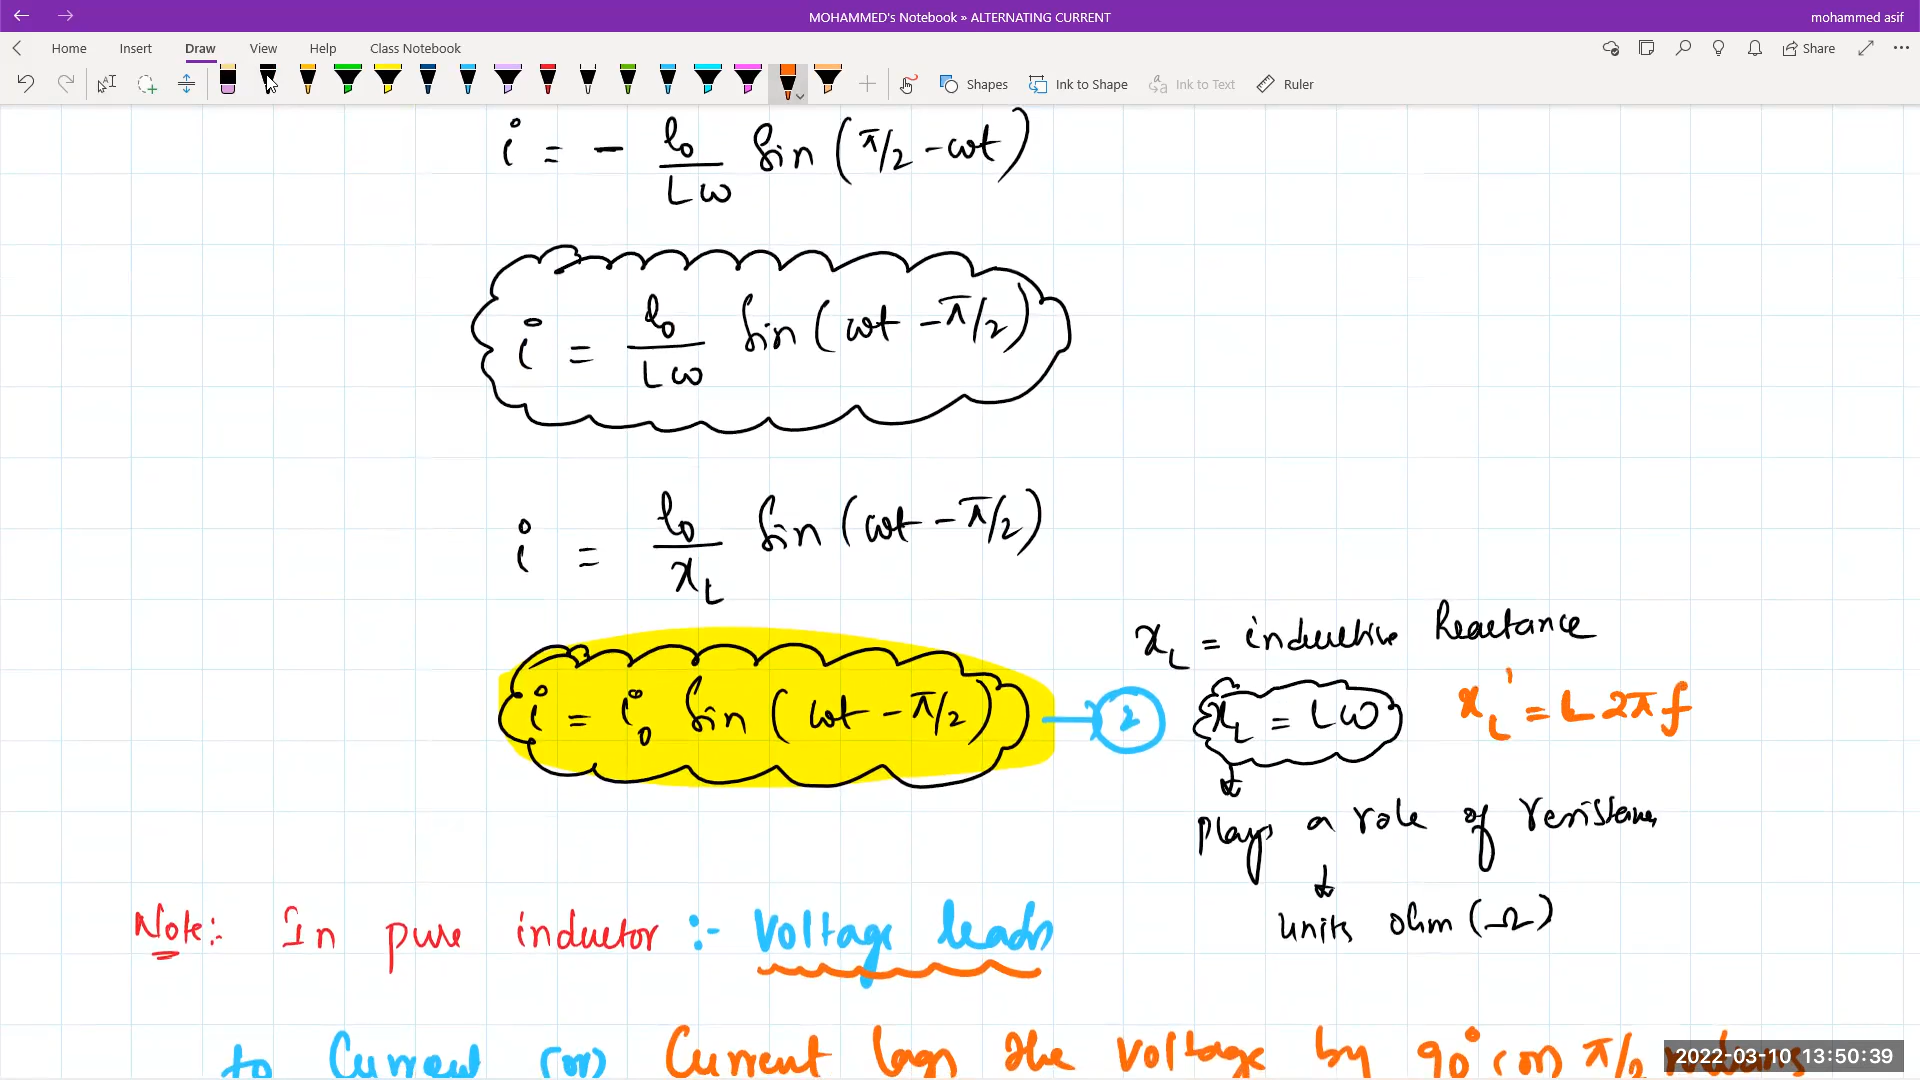 MOHAMMED's Notebook » ALTERNATING CURRENT
mohammed asif
Home Insert Draw View Help Class Notebook
Share
Shapes Ink to Shape Ink to Text Ruler
i = - e₀/Lω sin (π/2 - ωt)
i = e₀/Lω sin (ωt - π/2)
i = e₀/x_L sin (ωt - π/2)
x_L = inductive Reactance
i = i₀ sin (ωt - π/2) 2
x_L = Lω
x_L = L 2πf
plays a role of resistance
units ohm (Ω)
Note:- In pure inductor :- Voltage leads
to Current (or) Current lags the voltage by 90° (or) π/2 radians
2022-03-10 13:50:39